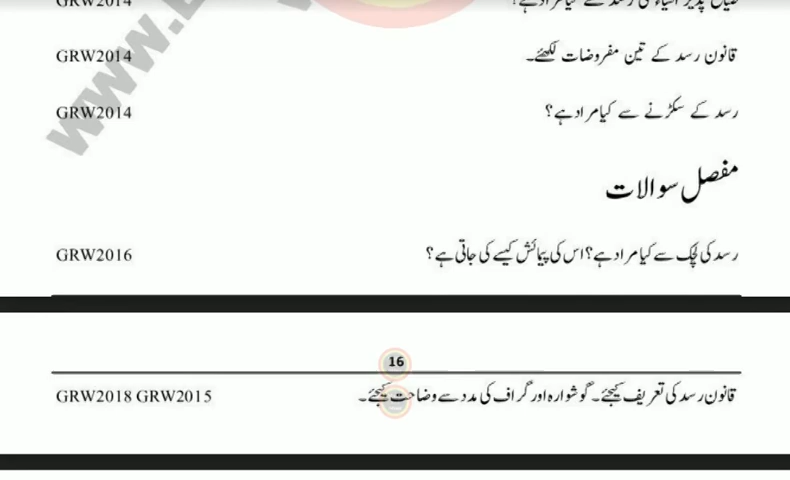 قانون رسد کے تین مفروضات لکھئے۔ GRW2014
رسد کے سکڑنے سے کیا مراد ہے؟ GRW2014
مفصل سوالات
رسد کی لچک سے کیا مراد ہے؟ اس کی پیمائش کیسے کی جاتی ہے؟ GRW2016
16
قانون رسد کی تعریف کیجئے۔ گوشوارہ اور گراف کی مدد سے وضاحت کیجئے۔ GRW2018 GRW2015